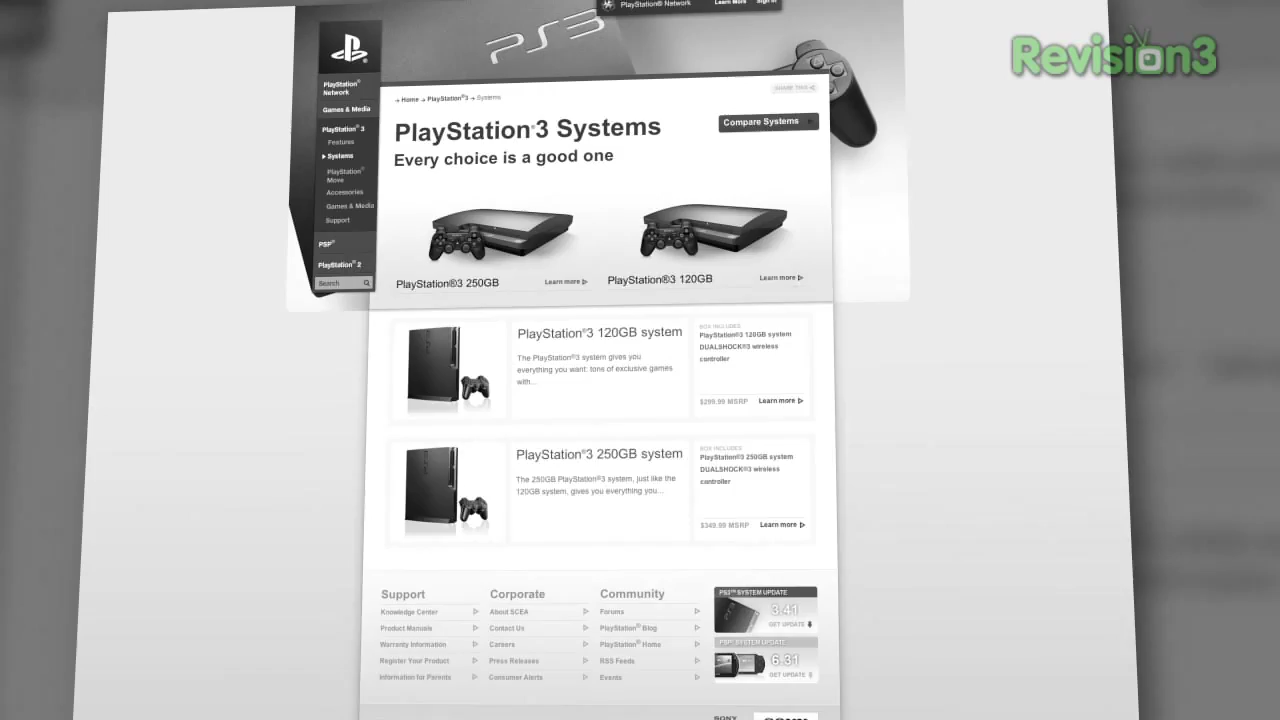 PlayStation® Network
Learn More
Sign In
Revision3
PS3
PlayStation®
Network
Games & Media
PlayStation®3
Features
Systems
PlayStation®
Move
Accessories
Games & Media
Support
PSP®
PlayStation®2
Search
Home → PlayStation®3 → Systems
SHARE THIS
PlayStation®3 Systems
Compare Systems
Every choice is a good one
PlayStation®3 250GB
Learn more
PlayStation®3 120GB
Learn more
PlayStation®3 120GB system
The PlayStation®3 system gives you
everything you want: tons of exclusive games
with...
BOX INCLUDES
PlayStation®3 120GB system
DUALSHOCK®3 wireless
controller
$299.99 MSRP
Learn more
PlayStation®3 250GB system
The 250GB PlayStation®3 system, just like the
120GB system, gives you everything you...
BOX INCLUDES
PlayStation®3 250GB system
DUALSHOCK®3 wireless
controller
$349.99 MSRP
Learn more
Support
Knowledge Center
Product Manuals
Warranty Information
Register Your Product
Information for Parents
Corporate
About SCEA
Contact Us
Careers
Press Releases
Consumer Alerts
Community
Forums
PlayStation® Blog
PlayStation® Home
RSS Feeds
Events
PS3™ SYSTEM UPDATE
3.41
GET UPDATE
PSP® SYSTEM UPDATE
6.31
GET UPDATE
SONY